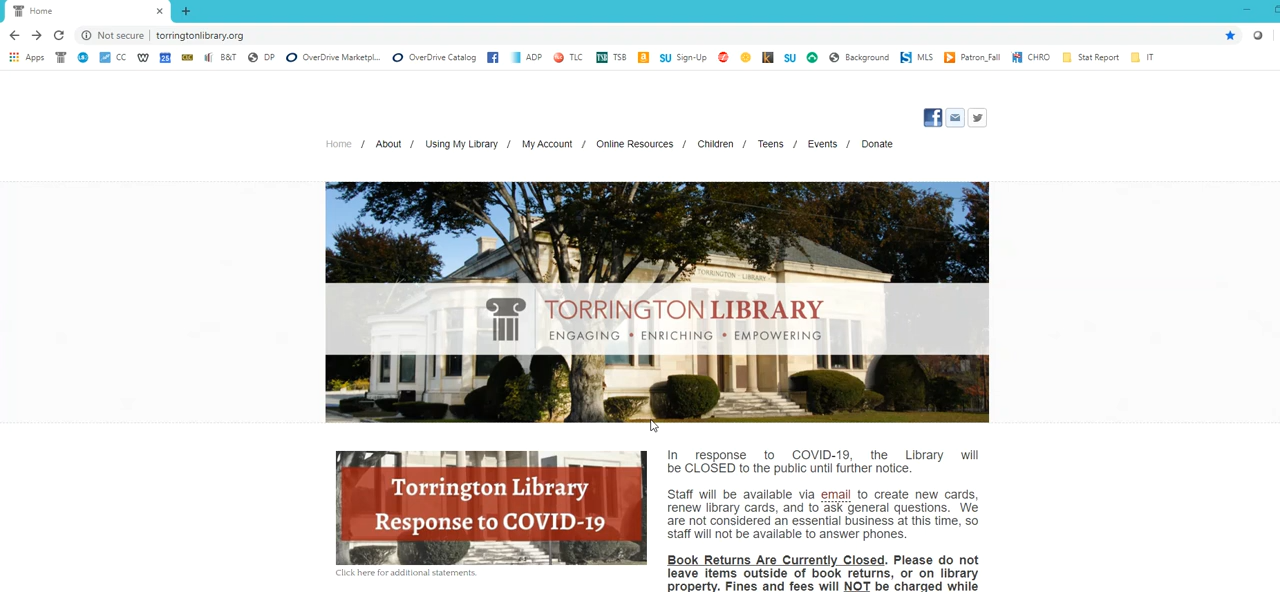 Home
Not secure torringtonlibrary.org
Apps CC B&T DP OverDrive Marketpl... OverDrive Catalog ADP TLC TSB Sign-Up Background MLS Patron_Fall CHRO Stat Report IT
Home / About / Using My Library / My Account / Online Resources / Children / Teens / Events / Donate
TORRINGTON LIBRARY
TORRINGTON LIBRARY
ENGAGING • ENRICHING • EMPOWERING
Torrington Library
Response to COVID-19
Click here for additional statements.
In response to COVID-19, the Library will
be CLOSED to the public until further notice.
Staff will be available via email to create new cards,
renew library cards, and to ask general questions. We
are not considered an essential business at this time, so
staff will not be available to answer phones.
Book Returns Are Currently Closed. Please do not
leave items outside of book returns, or on library
property. Fines and fees will NOT be charged while